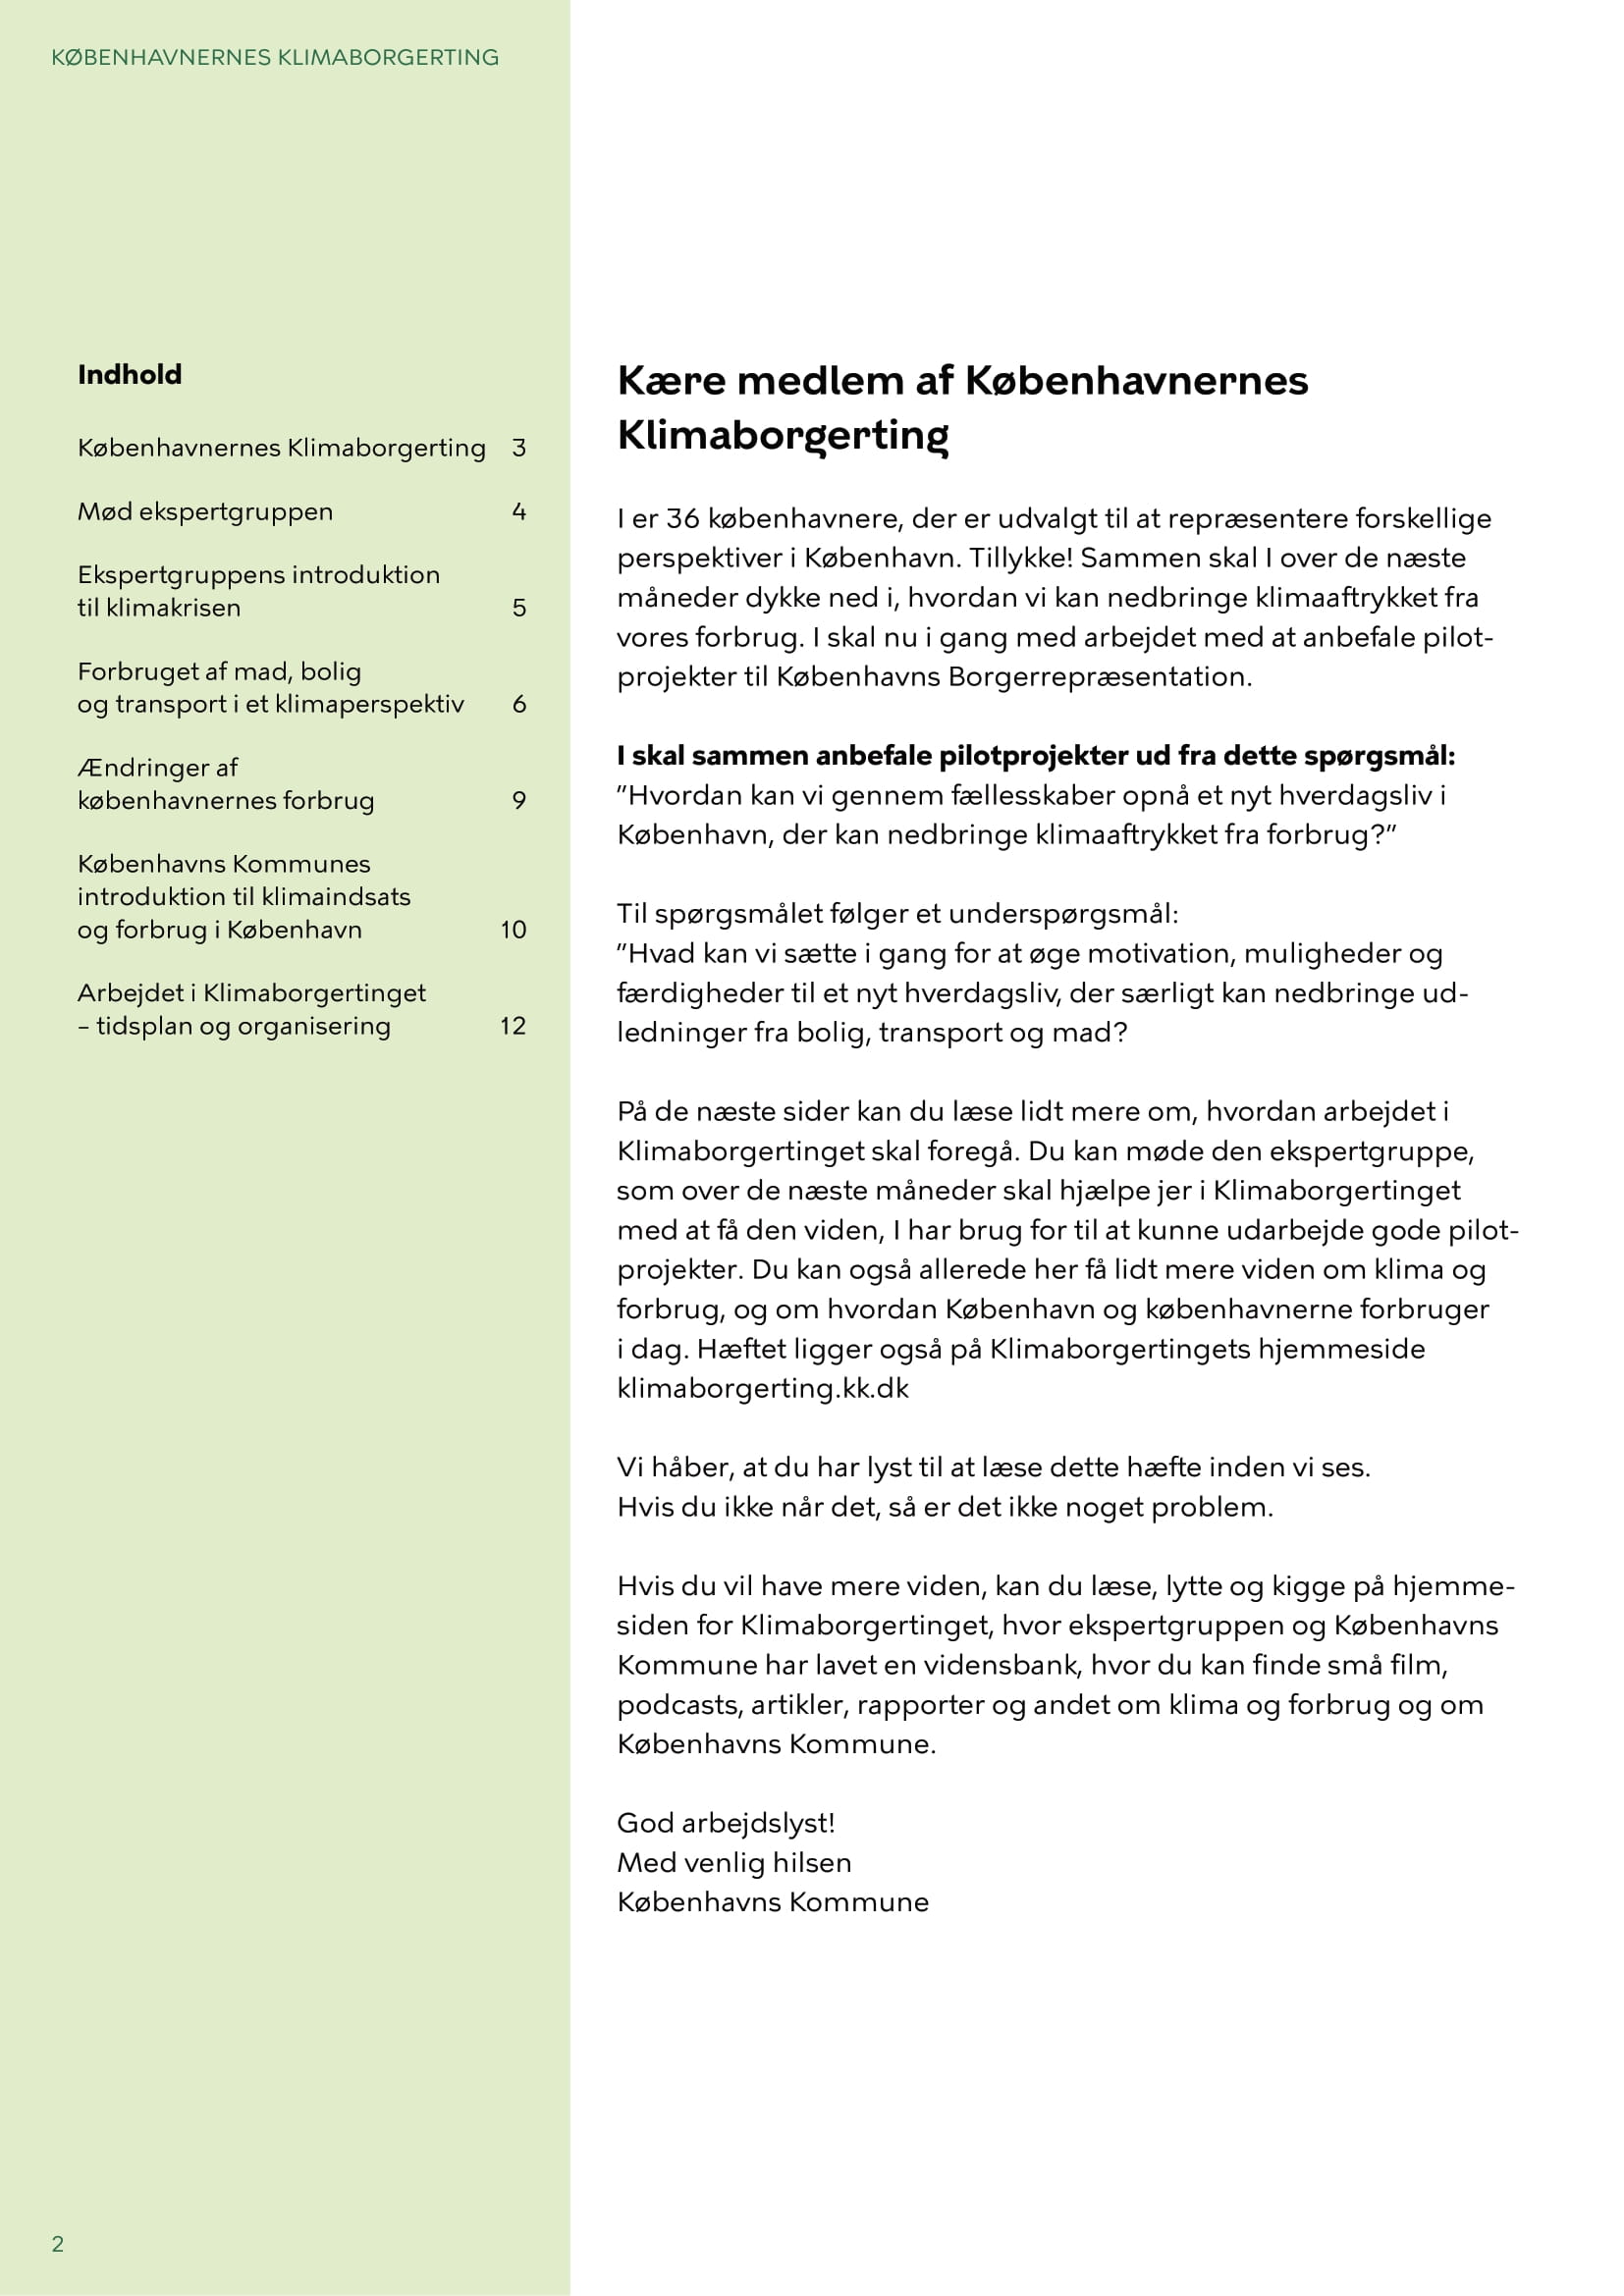 KØBENHAVNERNES KLIMABORGERTING
Indhold
Københavnernes Klimaborgerting 3
Mød ekspertgruppen 4
Ekspertgruppens introduktion
til klimakrisen 5
Forbruget af mad, bolig
og transport i et klimaperspektiv 6
Ændringer af
københavnernes forbrug 9
Københavns Kommunes
introduktion til klimaindsats
og forbrug i København 10
Arbejdet i Klimaborgertinget
– tidsplan og organisering 12
Kære medlem af Københavnernes
Klimaborgerting
I er 36 københavnere, der er udvalgt til at repræsentere forskellige
perspektiver i København. Tillykke! Sammen skal I over de næste
måneder dykke ned i, hvordan vi kan nedbringe klimaaftrykket fra
vores forbrug. I skal nu i gang med arbejdet med at anbefale pilot-
projekter til Københavns Borgerrepræsentation.
I skal sammen anbefale pilotprojekter ud fra dette spørgsmål:
”Hvordan kan vi gennem fællesskaber opnå et nyt hverdagsliv i
København, der kan nedbringe klimaaftrykket fra forbrug?”
Til spørgsmålet følger et underspørgsmål:
”Hvad kan vi sætte i gang for at øge motivation, muligheder og
færdigheder til et nyt hverdagsliv, der særligt kan nedbringe ud-
ledninger fra bolig, transport og mad?
På de næste sider kan du læse lidt mere om, hvordan arbejdet i
Klimaborgertinget skal foregå. Du kan møde den ekspertgruppe,
som over de næste måneder skal hjælpe jer i Klimaborgertinget
med at få den viden, I har brug for til at kunne udarbejde gode pilot-
projekter. Du kan også allerede her få lidt mere viden om klima og
forbrug, og om hvordan København og københavnerne forbruger
i dag. Hæftet ligger også på Klimaborgertingets hjemmeside
klimaborgerting.kk.dk
Vi håber, at du har lyst til at læse dette hæfte inden vi ses.
Hvis du ikke når det, så er det ikke noget problem.
Hvis du vil have mere viden, kan du læse, lytte og kigge på hjemme-
siden for Klimaborgertinget, hvor ekspertgruppen og Københavns
Kommune har lavet en vidensbank, hvor du kan finde små film,
podcasts, artikler, rapporter og andet om klima og forbrug og om
Københavns Kommune.
God arbejdslyst!
Med venlig hilsen
Københavns Kommune
2